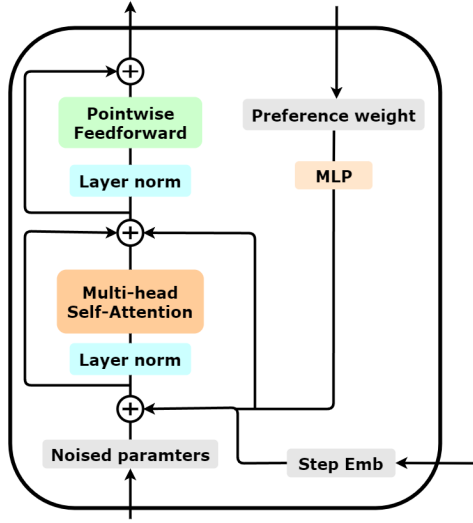 Pointwise
Feedforward
Preference weight
Layer norm
MLP
Multi-head
Self-Attention
Layer norm
Noised paramters
Step Emb